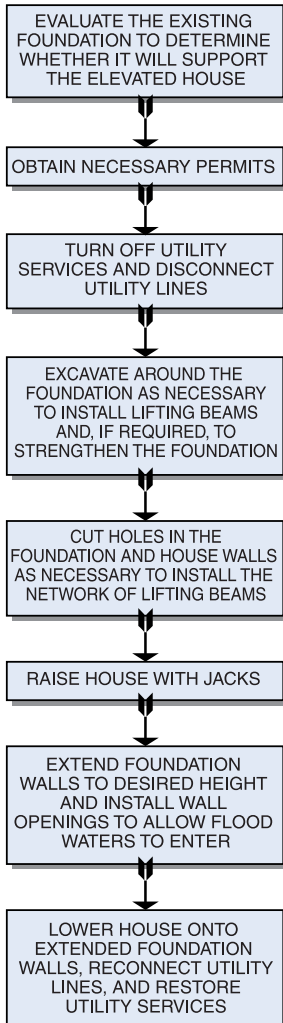 EVALUATE THE EXISTING
FOUNDATION TO DETERMINE
WHETHER IT WILL SUPPORT
THE ELEVATED HOUSE
OBTAIN NECESSARY PERMITS
TURN OFF UTILITY
SERVICES AND DISCONNECT
UTILITY LINES
EXCAVATE AROUND THE
FOUNDATION AS NECESSARY
TO INSTALL LIFTING BEAMS
AND, IF REQUIRED, TO
STRENGTHEN THE FOUNDATION
CUT HOLES IN THE
FOUNDATION AND HOUSE WALLS
AS NECESSARY TO INSTALL THE
NETWORK OF LIFTING BEAMS
RAISE HOUSE WITH JACKS
EXTEND FOUNDATION
WALLS TO DESIRED HEIGHT
AND INSTALL WALL
OPENINGS TO ALLOW FLOOD
WATERS TO ENTER
LOWER HOUSE ONTO
EXTENDED FOUNDATION
WALLS, RECONNECT UTILITY
LINES, AND RESTORE
UTILITY SERVICES